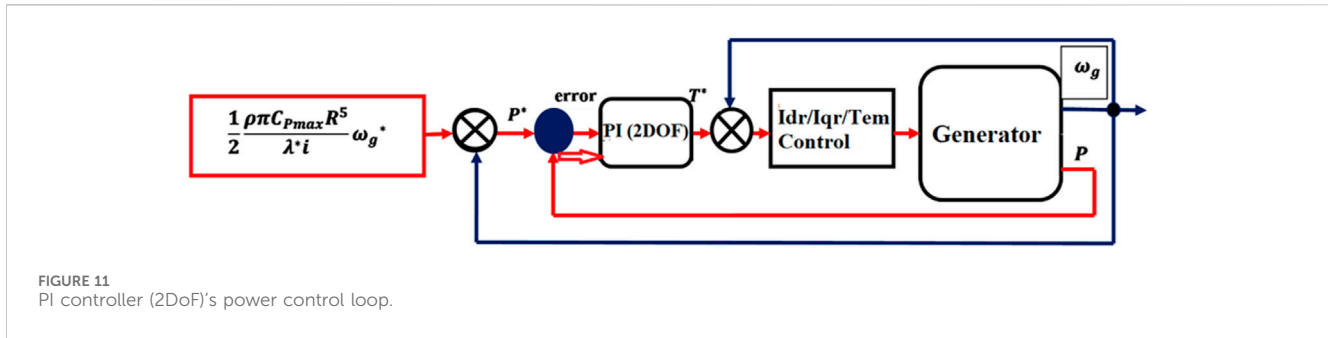 1/2 ρπC_Pmax R^5/λ*i ω_g*
P*
error
PI (2DOF)
T*
Idr/Iqr/Tem
Control
Generator
ω_g
P
FIGURE 11
PI controller (2DoF)'s power control loop.